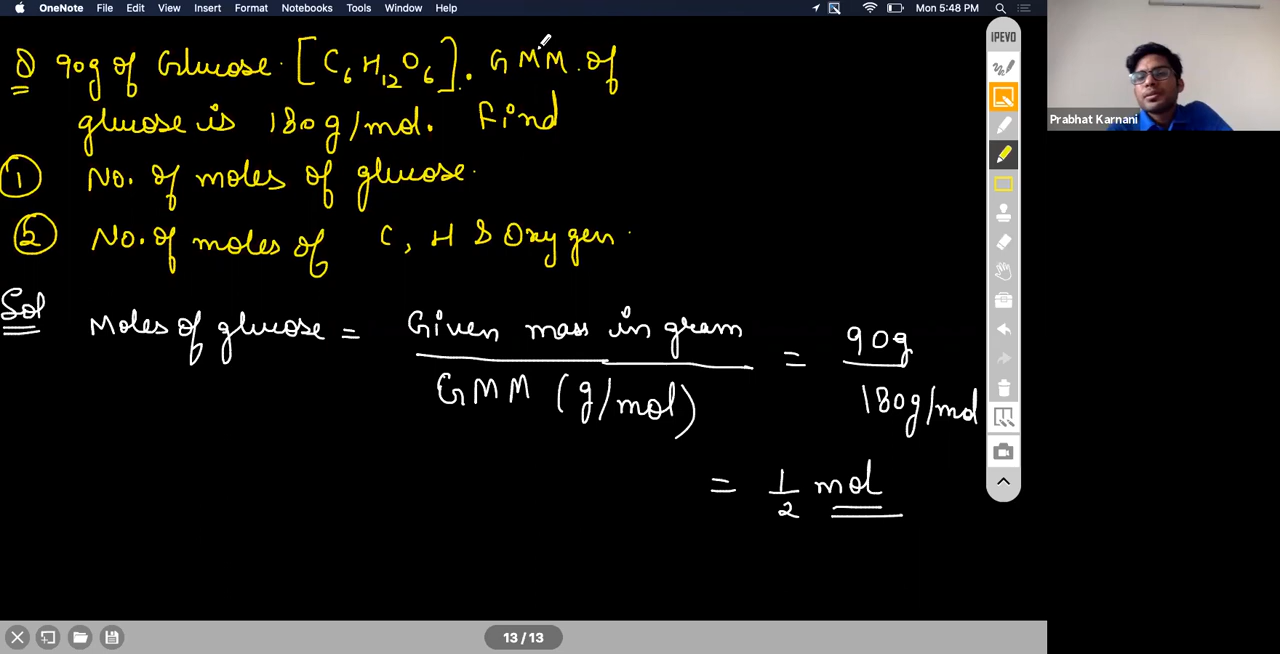 OneNote File Edit View Insert Format Notebooks Tools Window Help Mon 5:48 PM
IPEVO
Prabhat Karnani
Q 90g of Glucose. [C6H12O6]. GMM of
glucose is 180g/mol. Find
1 No. of moles of glucose.
2 No. of moles of C, H & Oxygen.
Sol Moles of glucose = Given mass in gram / GMM (g/mol) = 90g / 180g/mol
= 1/2 mol
13 / 13